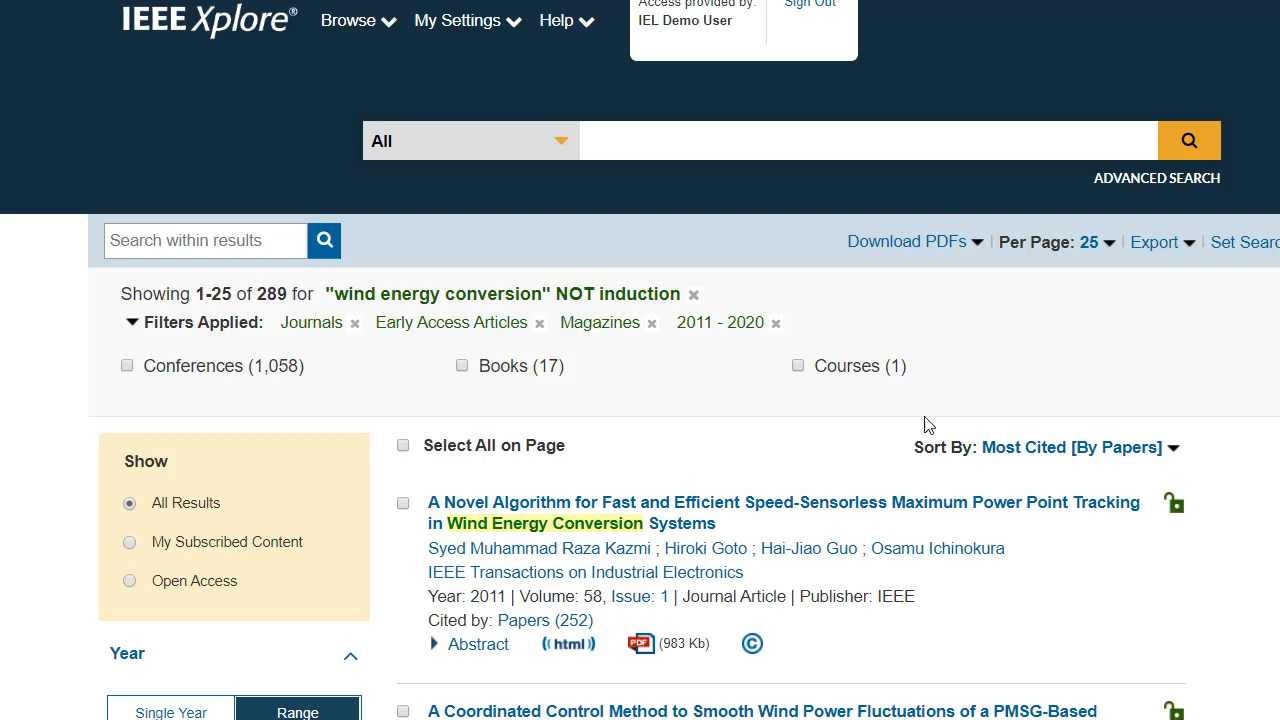 Access provided by:
Sign Out
IEEE Xplore® Browse My Settings Help
IEL Demo User
All
ADVANCED SEARCH
Search within results
Download PDFs | Per Page: 25 | Export | Set Searc
Showing 1-25 of 289 for "wind energy conversion" NOT induction
Filters Applied: Journals Early Access Articles Magazines 2011 - 2020
Conferences (1,058) Books (17) Courses (1)
Show
All Results
My Subscribed Content
Open Access
Year
Single Year Range
Select All on Page
Sort By: Most Cited [By Papers]
A Novel Algorithm for Fast and Efficient Speed-Sensorless Maximum Power Point Tracking
in Wind Energy Conversion Systems
Syed Muhammad Raza Kazmi ; Hiroki Goto ; Hai-Jiao Guo ; Osamu Ichinokura
IEEE Transactions on Industrial Electronics
Year: 2011 | Volume: 58, Issue: 1 | Journal Article | Publisher: IEEE
Cited by: Papers (252)
Abstract ((html)) PDF (983 Kb) ©
A Coordinated Control Method to Smooth Wind Power Fluctuations of a PMSG-Based